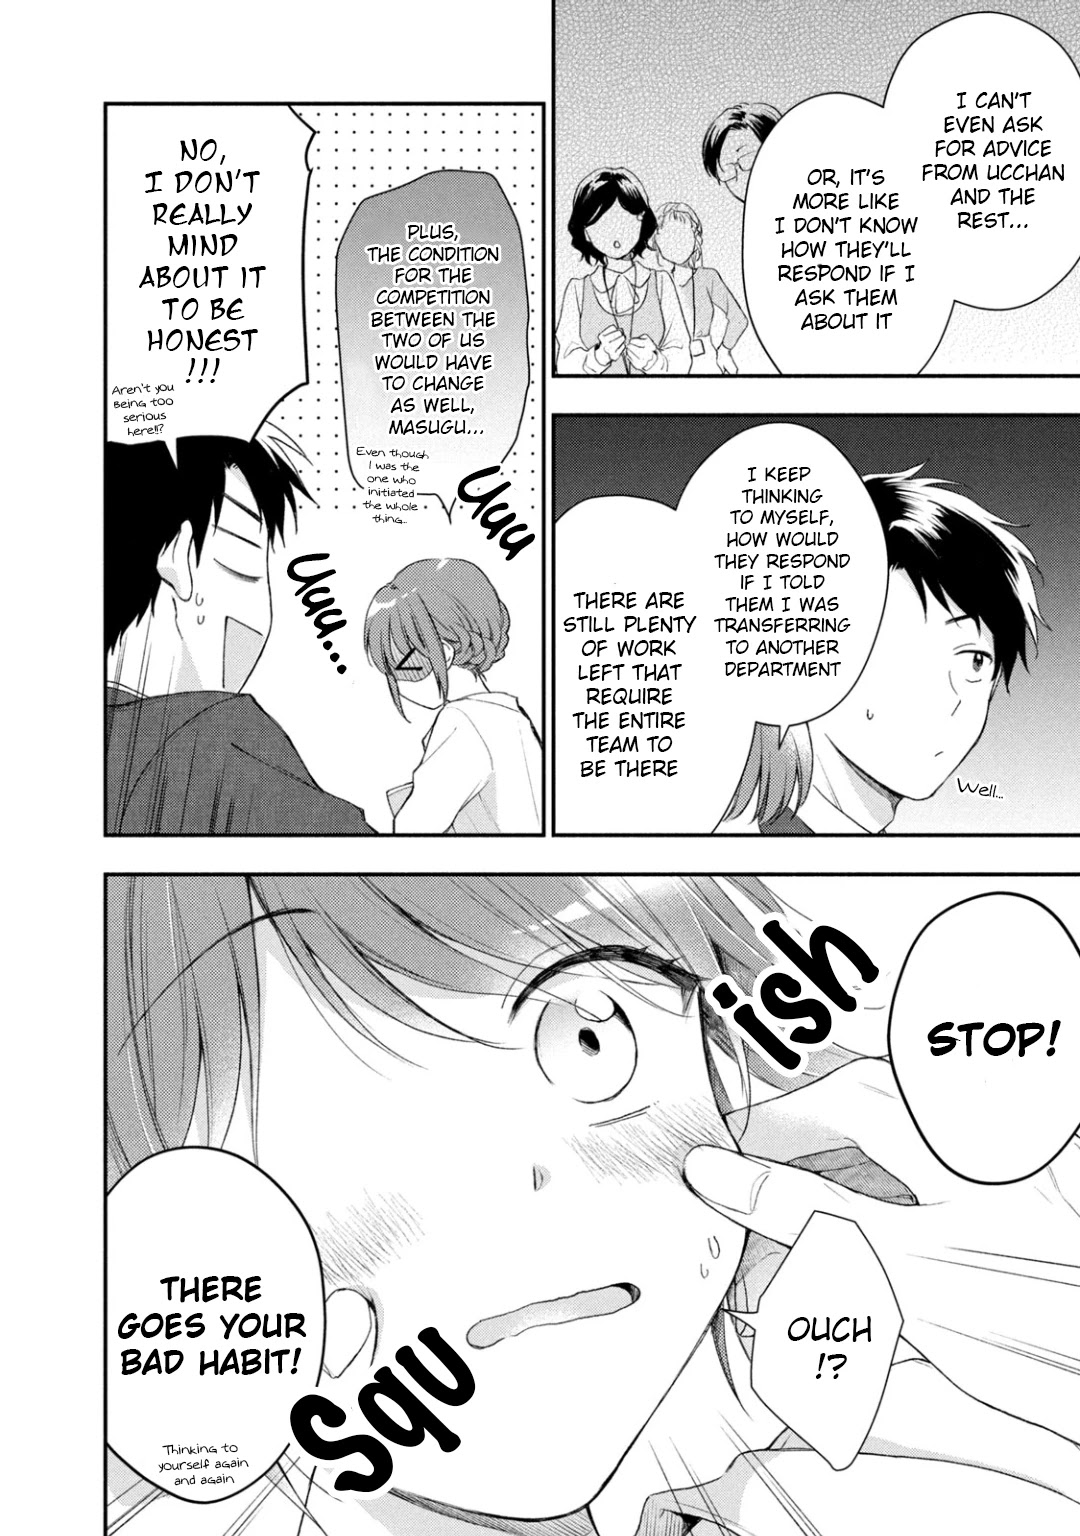 I CAN'T
EVEN ASK
FOR ADVICE
FROM UCCHAN
AND THE
REST...
OR, IT'S
MORE LIKE
I DON'T KNOW
HOW THEY'LL
RESPOND IF I
ASK THEM
ABOUT IT
I KEEP
THINKING
TO MYSELF,
HOW WOULD
THEY RESPOND
IF I TOLD
THEM I WAS
TRANSFERRING
TO ANOTHER
DEPARTMENT
THERE ARE
STILL PLENTY
OF WORK
LEFT THAT
REQUIRE
THE ENTIRE
TEAM TO
BE THERE
Well...
PLUS,
THE CONDITION
FOR THE
COMPETITION
BETWEEN THE
TWO OF US
WOULD HAVE
TO CHANGE
AS WELL,
MASUGU...
Even though
I was the
one who
initiated
the whole
thing..
Uuu
Uuu...
NO,
I DON'T
REALLY
MIND
ABOUT IT
TO BE
HONEST
!!!
Aren't you
being too
serious
here!!?
STOP!
ish
OUCH
!?
Squ
THERE
GOES YOUR
BAD HABIT!
Thinking to
yourself again
and again